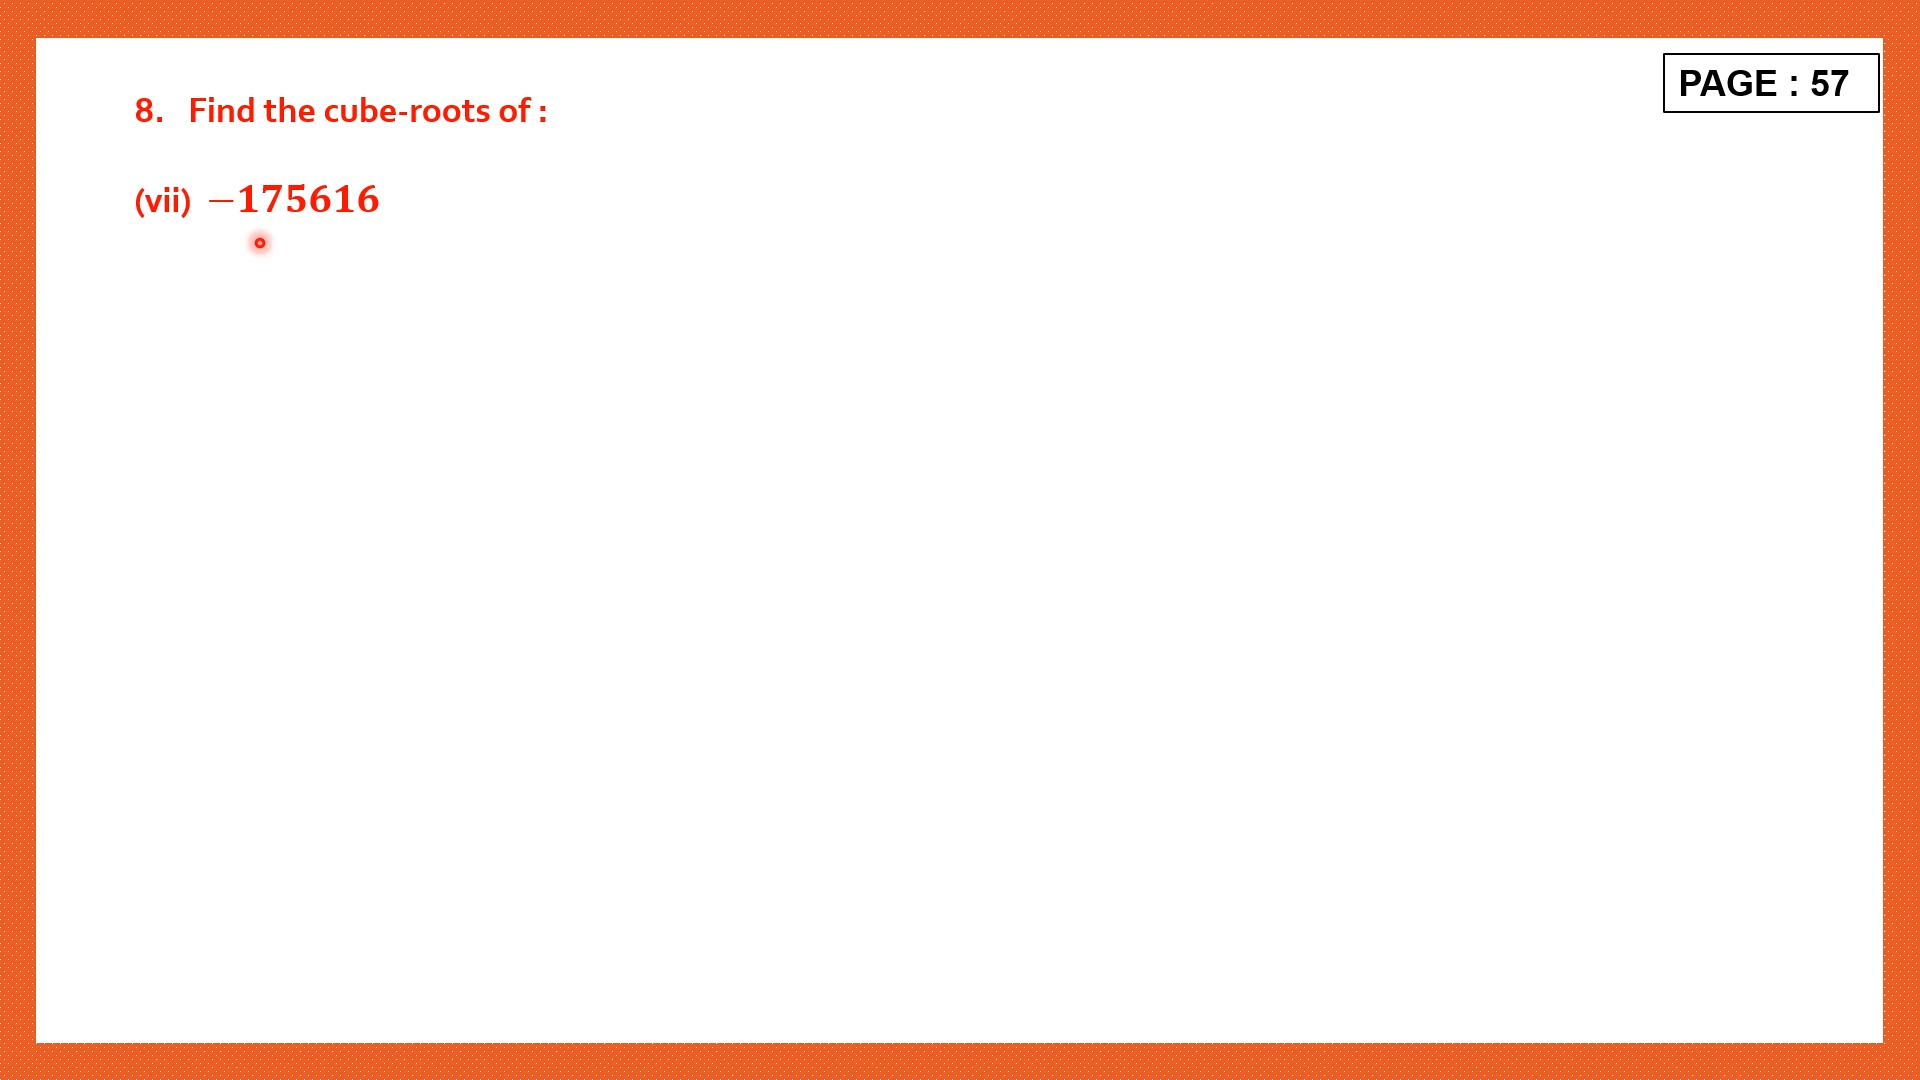 PAGE : 57
8. Find the cube-roots of :
(vii) −175616